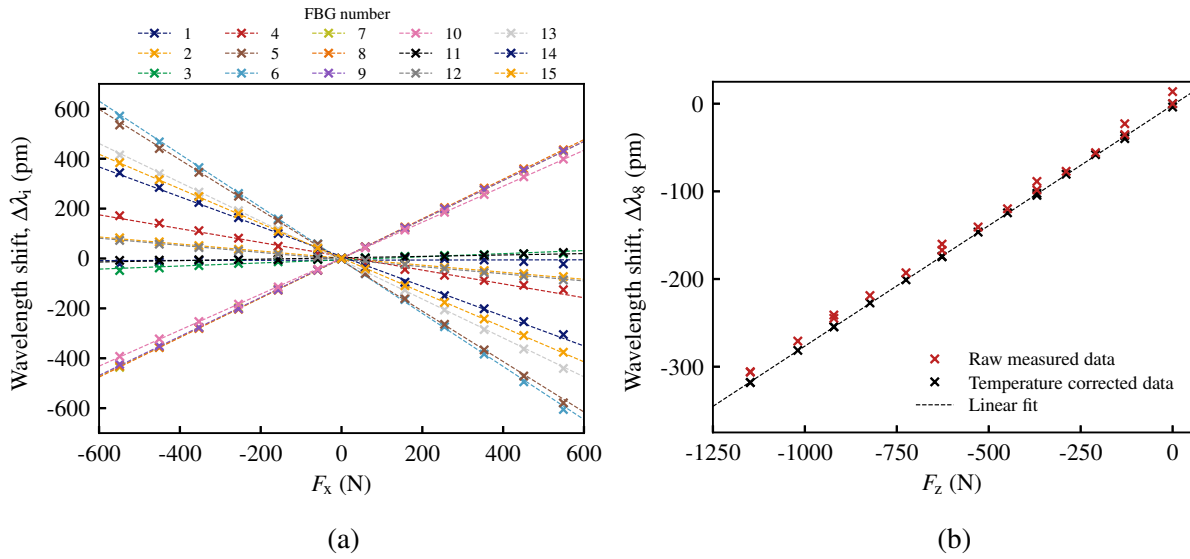 FBG number
1 4 7 10 13
2 5 8 11 14
3 6 9 12 15
Wavelength shift, Δλi (pm)
600
400
200
0
-200
-400
-600
-600 -400 -200 0 200 400 600
Fx (N)
(a)
Wavelength shift, Δλ8 (pm)
0
-100
-200
-300
Raw measured data
Temperature corrected data
Linear fit
-1250 -1000 -750 -500 -250 0
Fz (N)
(b)